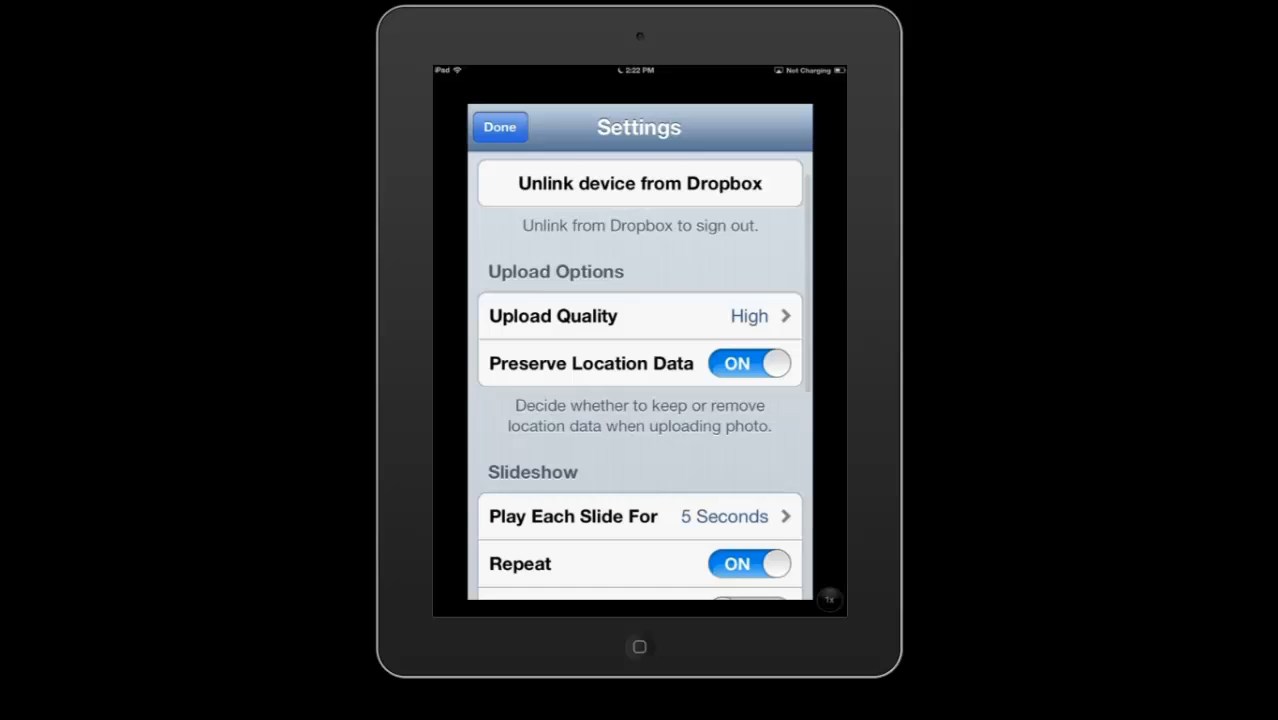 iPad 2:22 PM Not Charging
Done Settings
Unlink device from Dropbox
Unlink from Dropbox to sign out.
Upload Options
Upload Quality High
Preserve Location Data ON
Decide whether to keep or remove
location data when uploading photo.
Slideshow
Play Each Slide For 5 Seconds
Repeat ON
1x